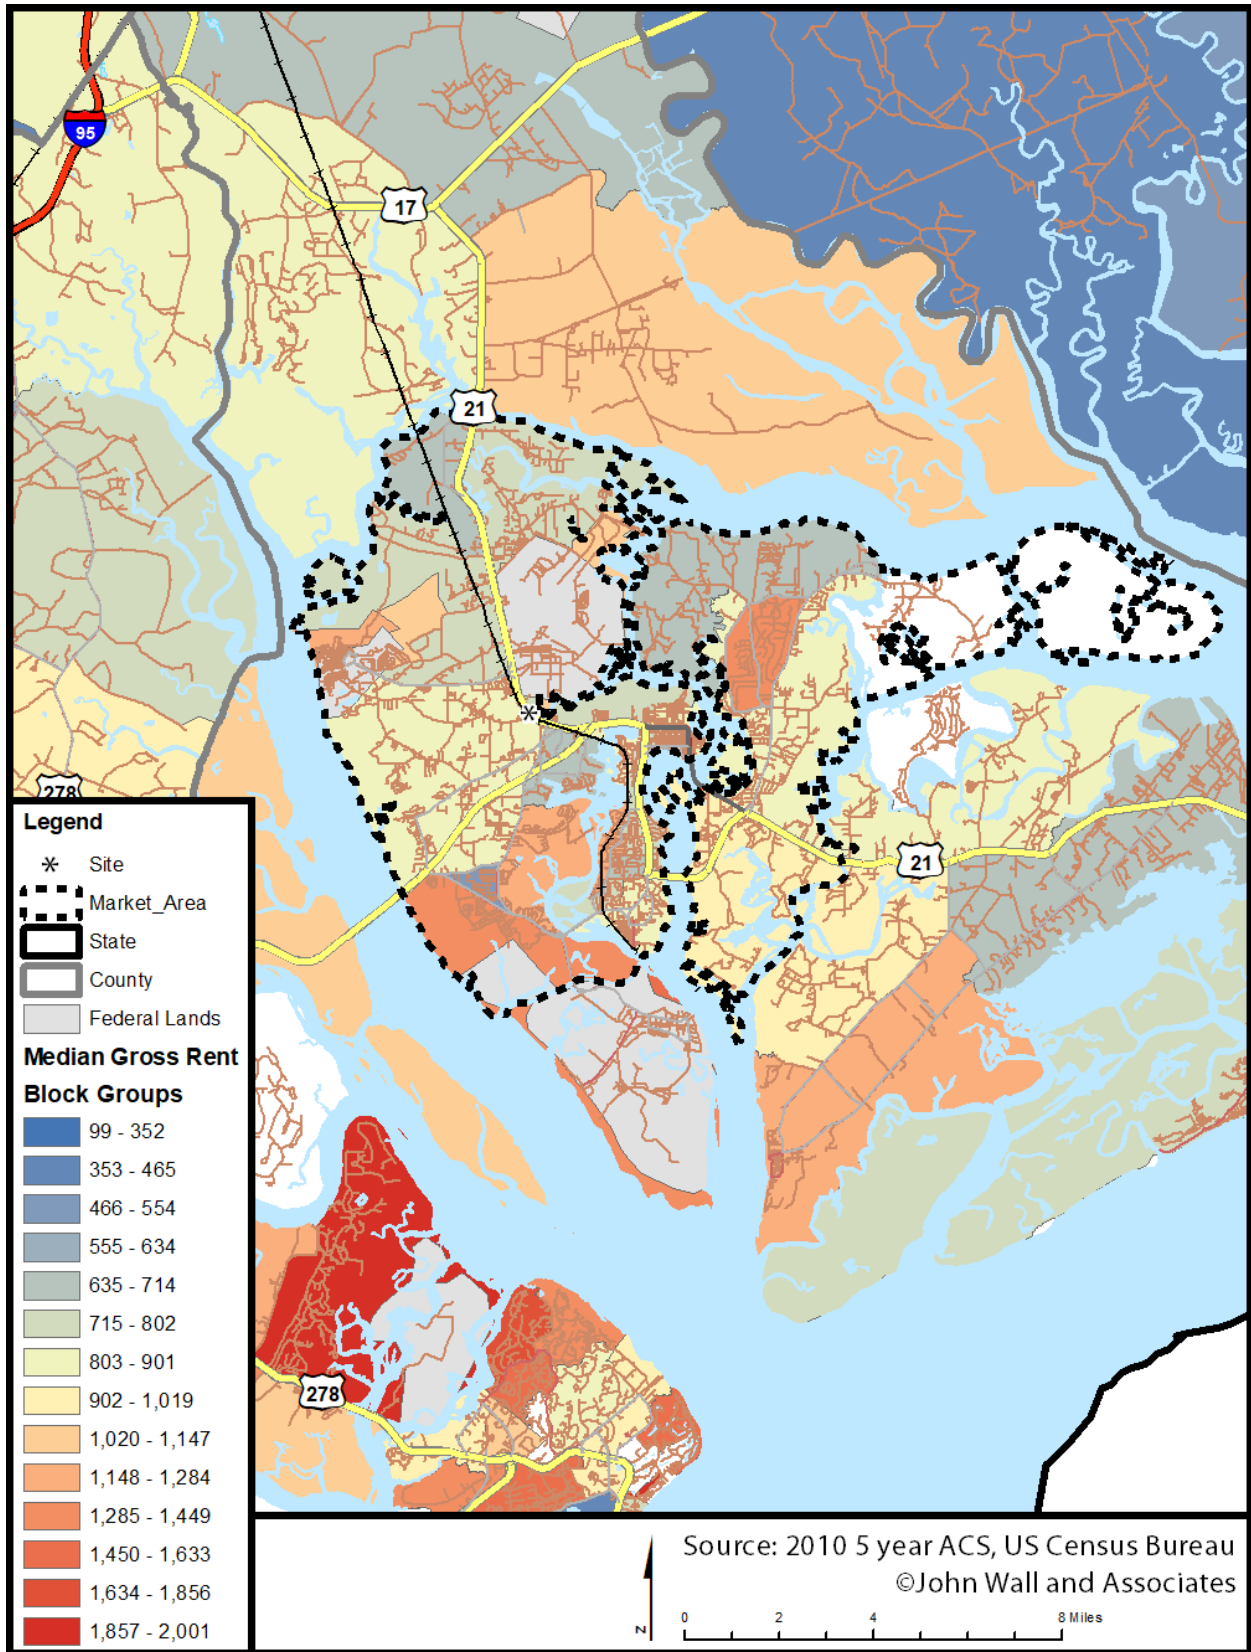 95
17
21
278
21
278
Legend
Site
Market_Area
State
County
Federal Lands
Median Gross Rent
Block Groups
99 - 352
353 - 465
466 - 554
555 - 634
635 - 714
715 - 802
803 - 901
902 - 1,019
1,020 - 1,147
1,148 - 1,284
1,285 - 1,449
1,450 - 1,633
1,634 - 1,856
1,857 - 2,001
Source: 2010 5 year ACS, US Census Bureau
©John Wall and Associates
N
0 2 4 8 Miles